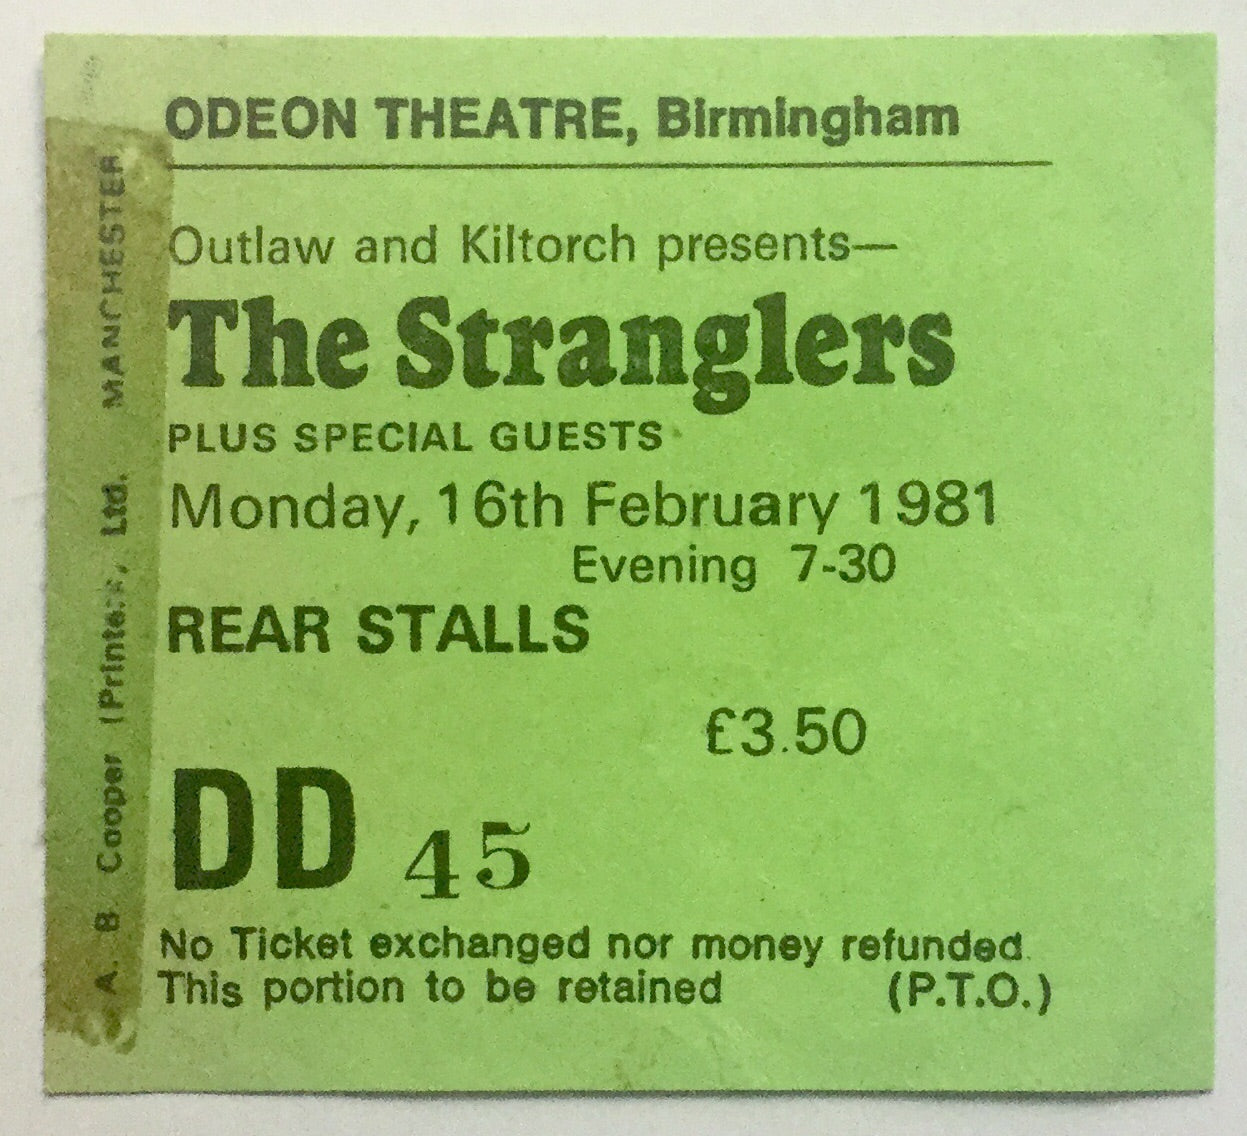 ODEON THEATRE, Birmingham
Outlaw and Kiltorch presents—
The Stranglers
PLUS SPECIAL GUESTS
Monday, 16th February 1981
Evening 7-30
REAR STALLS
£3.50
DD 45
No Ticket exchanged nor money refunded.
This portion to be retained (P.T.O.)
A. B. Cooper (Printers, Ltd. MANCHESTER